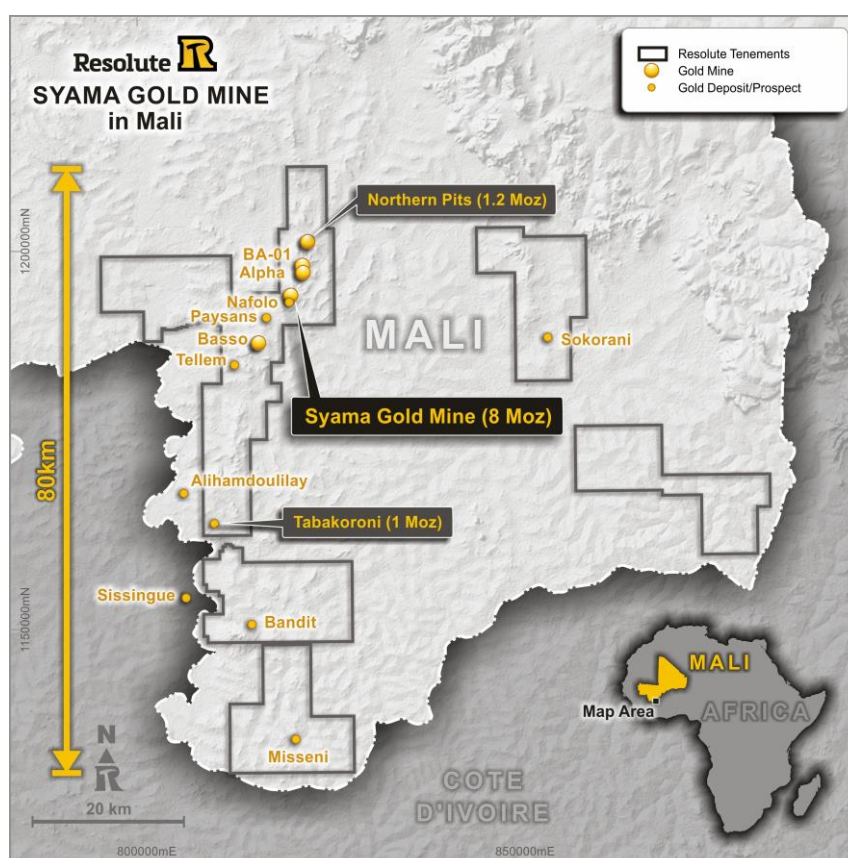 Resolute
SYAMA GOLD MINE
in Mali
Resolute Tenements
Gold Mine
Gold Deposit/Prospect
Northern Pits (1.2 Moz)
1200000mN
BA-01
Alpha
Nafolo
Paysans
MALI
Basso
Sokorani
Tellem
Syama Gold Mine (8 Moz)
80km
Alihamdoulilay
Tabakoroni (1 Moz)
Sissingue
1150000mN
Bandit
MALI
Map Area
AFRICA
N
R
Misseni
COTE
D'IVOIRE
20 km
800000mE
850000mE